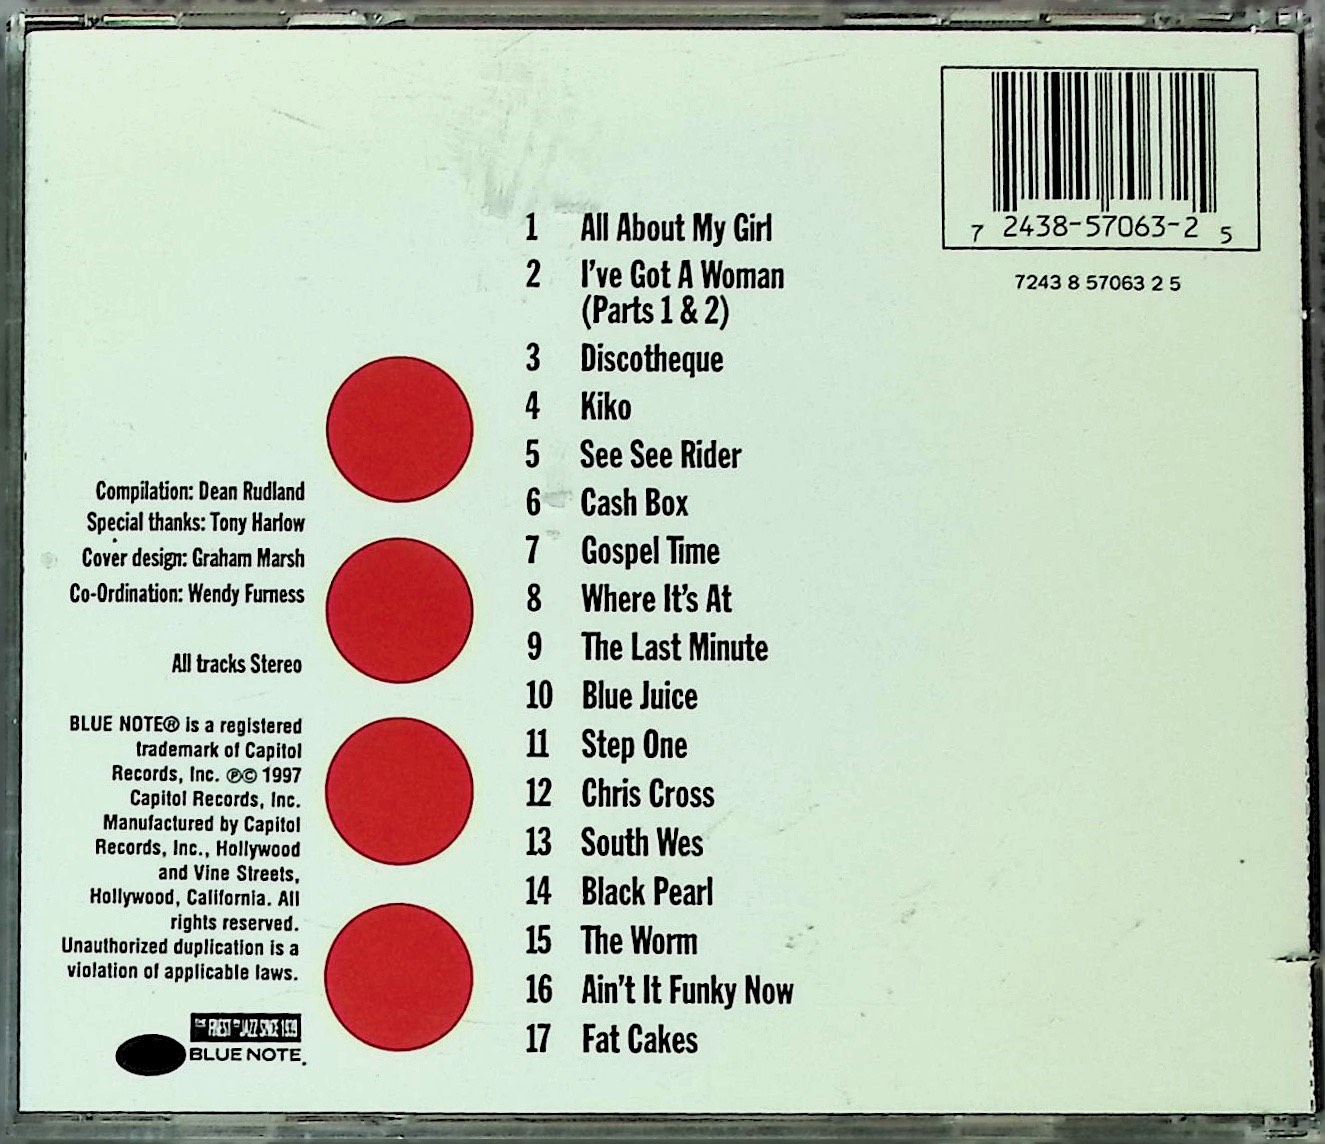 7 2438-57063-2 5
7243 8 57063 2 5
1 All About My Girl
2 I've Got A Woman
(Parts 1 & 2)
3 Discotheque
4 Kiko
5 See See Rider
6 Cash Box
7 Gospel Time
8 Where It's At
9 The Last Minute
10 Blue Juice
11 Step One
12 Chris Cross
13 South Wes
14 Black Pearl
15 The Worm
16 Ain't It Funky Now
17 Fat Cakes
Compilation: Dean Rudland
Special thanks: Tony Harlow
Cover design: Graham Marsh
Co-Ordination: Wendy Furness
All tracks Stereo
BLUE NOTE® is a registered
trademark of Capitol
Records, Inc. ℗© 1997
Capitol Records, Inc.
Manufactured by Capitol
Records, Inc., Hollywood
and Vine Streets,
Hollywood, California. All
rights reserved.
Unauthorized duplication is a
violation of applicable laws.
THE FINEST IN JAZZ SINCE 1939
BLUE NOTE.